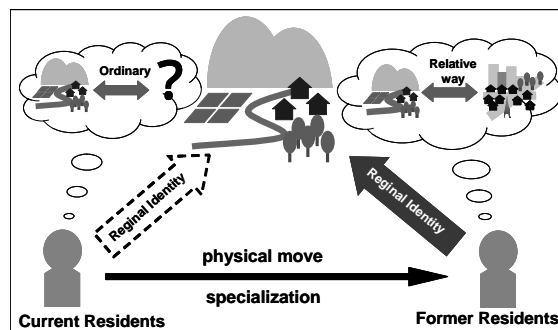 Ordinary
?
Relative
way
Reginal Identity
Reginal Identity
physical move
specialization
Current Residents
Former Residents